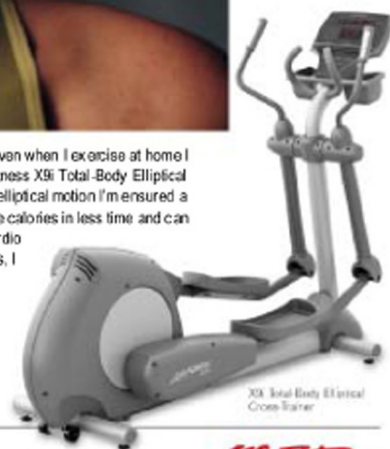 ven when I exercise at home I
ness X9i Total-Body Elliptical
elliptical motion I'm ensured a
e calories in less time and can
rdio
s, I
X9i Total-Body Elliptical
Cross-Trainer